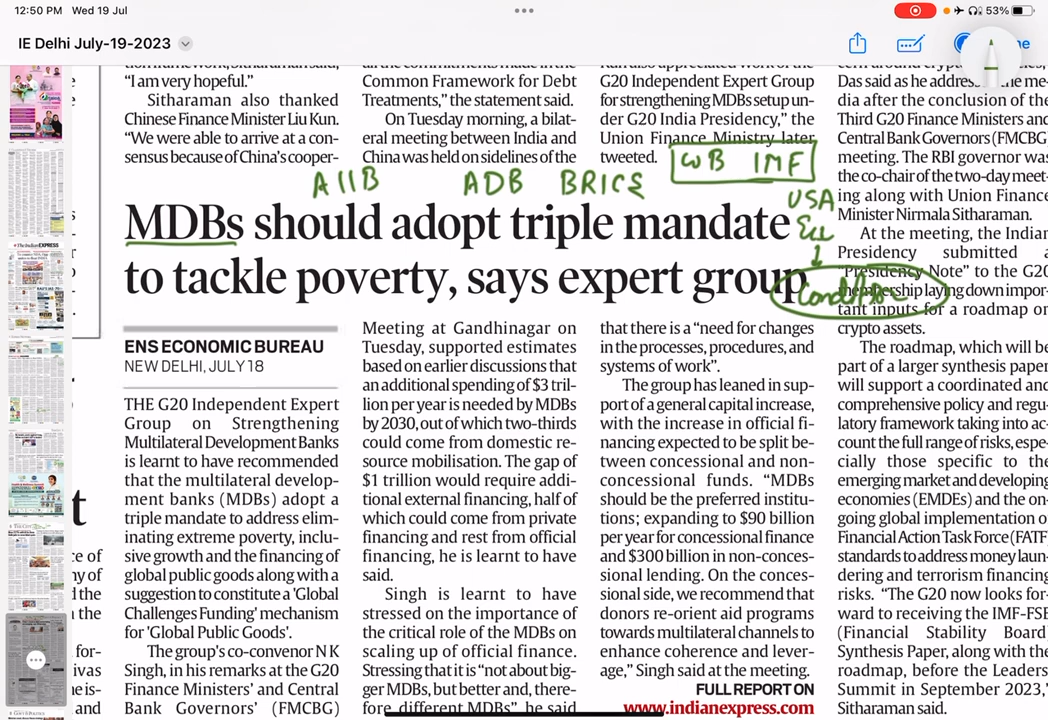 12:50 PM Wed 19 Jul
53%
IE Delhi July-19-2023
"I am very hopeful."
Sitharaman also thanked
Chinese Finance Minister Liu Kun.
"We were able to arrive at a con-
sensus because of China's cooper-
Common Framework for Debt
Treatments," the statement said.
On Tuesday morning, a bilat-
eral meeting between India and
China was held on sidelines of the
G20 Independent Expert Group
for strengthening MDBs setup un-
der G20 India Presidency," the
Union Finance Ministry later
tweeted.
WB IMF
AIIB ADB BRICS
USA
EU
MDBs should adopt triple mandate
to tackle poverty, says expert group
ENS ECONOMIC BUREAU
NEW DELHI, JULY 18
THE G20 Independent Expert
Group on Strengthening
Multilateral Development Banks
is learnt to have recommended
that the multilateral develop-
ment banks (MDBs) adopt a
triple mandate to address elim-
inating extreme poverty, inclu-
sive growth and the financing of
global public goods along with a
suggestion to constitute a 'Global
Challenges Funding' mechanism
for 'Global Public Goods'.
The group's co-convenor N K
Singh, in his remarks at the G20
Finance Ministers' and Central
Bank Governors' (FMCBG)
Meeting at Gandhinagar on
Tuesday, supported estimates
based on earlier discussions that
an additional spending of $3 tril-
lion per year is needed by MDBs
by 2030, out of which two-thirds
could come from domestic re-
source mobilisation. The gap of
$1 trillion would require addi-
tional external financing, half of
which could come from private
financing and rest from official
financing, he is learnt to have
said.
Singh is learnt to have
stressed on the importance of
the critical role of the MDBs on
scaling up of official finance.
Stressing that it is "not about big-
ger MDBs, but better and, there-
fore, different MDBs", he said
that there is a "need for changes
in the processes, procedures, and
systems of work".
The group has leaned in sup-
port of a general capital increase,
with the increase in official fi-
nancing expected to be split be-
tween concessional and non-
concessional funds. "MDBs
should be the preferred institu-
tions; expanding to $90 billion
per year for concessional finance
and $300 billion in non-conces-
sional lending. On the conces-
sional side, we recommend that
donors re-orient aid programs
towards multilateral channels to
enhance coherence and lever-
age," Singh said at the meeting.
FULL REPORT ON
www.indianexpress.com
Das said as he address the me-
dia after the conclusion of the
Third G20 Finance Ministers and
Central Bank Governors (FMCBG)
meeting. The RBI governor was
the co-chair of the two-day meet-
ing along with Union Finance
Minister Nirmala Sitharaman.
At the meeting, the Indian
Presidency submitted a
"Presidency Note" to the G20
membership laying down impor-
tant inputs for a roadmap on
crypto assets.
The roadmap, which will be
part of a larger synthesis paper
will support a coordinated and
comprehensive policy and regu-
latory framework taking into ac-
count the full range of risks, espe-
cially those specific to the
emerging market and developing
economies (EMDEs) and the on-
going global implementation o
Financial Action Task Force (FATF)
standards to address money laun-
dering and terrorism financing
risks. "The G20 now looks for-
ward to receiving the IMF-FSB
(Financial Stability Board)
Synthesis Paper, along with the
roadmap, before the Leaders
Summit in September 2023,"
Sitharaman said.